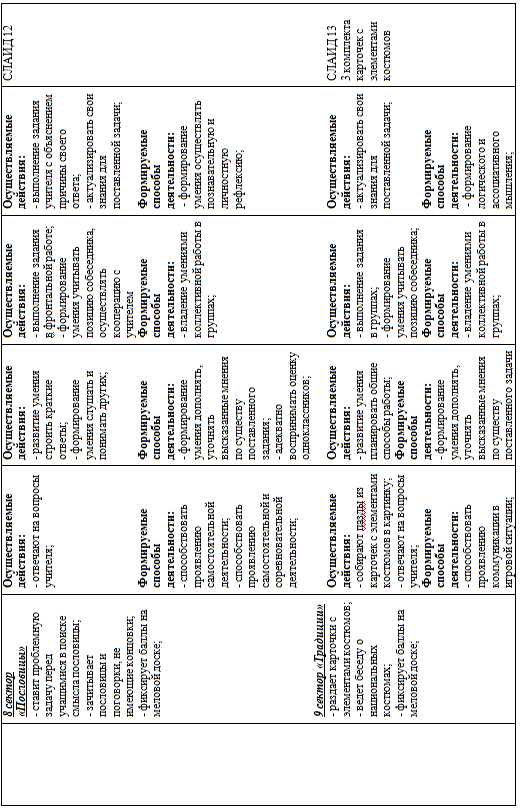 8 сектор
«Пословицы»
- ставит проблемную
задачу перед
учащимися в поиске
смысла пословицы;
- зачитывает
пословицы и
поговорки, не
имеющие концовки;
- фиксирует баллы на
меловой доске;
Осуществляемые
действия:
- отвечают на вопросы
учителя;
Формируемые
способы
деятельности:
- способствовать
проявлению
самостоятельной
деятельности;
- способствовать
проявлению
самостоятельной и
соревновательной
деятельности;
Осуществляемые
действия:
- развитие умения
строить краткие
ответы;
- формирование
умения слушать и
понимать других;
Формируемые
способы
деятельности:
- формирование
умения дополнять,
уточнять
высказанные мнения
по существу
поставленного
задания;
- адекватно
воспринимать оценку
одноклассников;
Осуществляемые
действия:
- выполнение задания
в фронтальной работе;
- формирование
умения учитывать
позицию собеседника,
осуществлять
кооперацию с
учителем
Формируемые
способы
деятельности:
- владение умениями
коллективной работы в
группах;
Осуществляемые
действия:
- выполнение задания
учителя с объяснением
причины своего
ответа;
- актуализировать свои
знания для
поставленной задачи;
Формируемые
способы
деятельности:
- формирование
умения осуществлять
познавательную и
личностную
рефлексию;
СЛАЙД 12
9 сектор «Традиции»
- раздает карточки с
элементами костюмов;
- ведет беседу о
национальных
костюмах;
- фиксирует баллы на
меловой доске;
Осуществляемые
действия:
- собирают пазлы из
карточек с элементами
костюмов в картинку;
- отвечают на вопросы
учителя;
Формируемые
способы
деятельности:
- способствовать
проявлению
коммуникации в
игровой ситуации;
Осуществляемые
действия:
- развитие умения
планировать общие
способы работы;
Формируемые
способы
деятельности:
- формирование
умения дополнять,
уточнять
высказанные мнения
по существу
поставленного задачи
Осуществляемые
действия:
- выполнение задания
в группах;
- формирование
умения учитывать
позицию собеседника;
Формируемые
способы
деятельности:
- владение умениями
коллективной работы в
группах;
Осуществляемые
действия:
- актуализировать свои
знания для
поставленной задачи;
Формируемые
способы
деятельности:
- формирование
логического и
ассоциативного
мышления;
СЛАЙД 13
3 комплекта
карточек с
элементами
костюмов